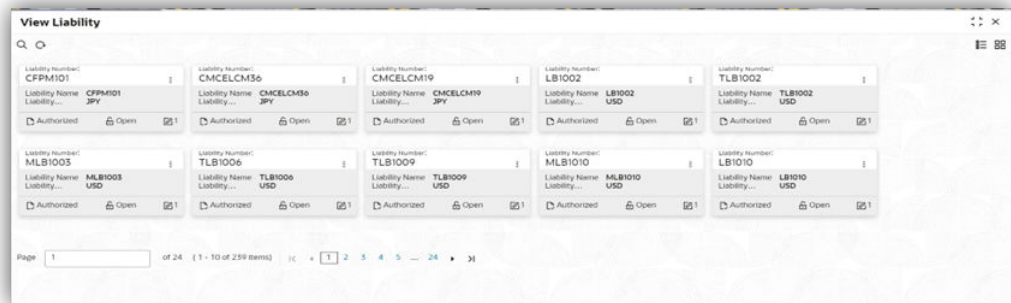 View Liability
Liability Number: Liability Number: Liability Number: Liability Number: Liability Number:
CFPM101 CMCELCM36 CMCELCM19 LB1002 TLB1002
Liability Name CFPM101 Liability Name CMCELCM36 Liability Name CMCELCM19 Liability Name LB1002 Liability Name TLB1002
Liability... JPY Liability... JPY Liability... JPY Liability... USD Liability... USD
Authorized Open 1 Authorized Open 1 Authorized Open 1 Authorized Open 1 Authorized Open 1
Liability Number: Liability Number: Liability Number: Liability Number: Liability Number:
MLB1003 TLB1006 TLB1009 MLB1010 LB1010
Liability Name MLB1003 Liability Name TLB1006 Liability Name TLB1009 Liability Name MLB1010 Liability Name LB1010
Liability... USD Liability... USD Liability... USD Liability... USD Liability... USD
Authorized Open 1 Authorized Open 1 Authorized Open 1 Authorized Open 1 Authorized Open 1
Page 1 of 24 (1 - 10 of 239 items) 1 2 3 4 5 ... 24